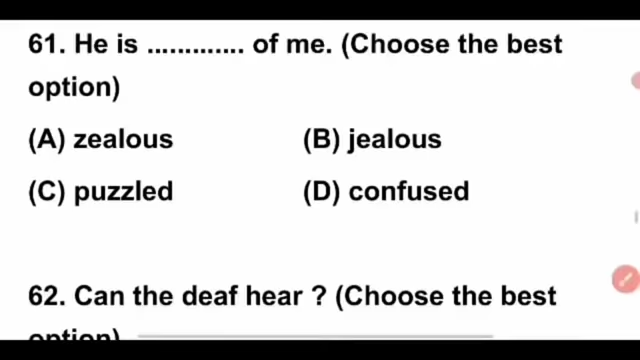 61. He is ............. of me. (Choose the best
option)
(A) zealous (B) jealous
(C) puzzled (D) confused
62. Can the deaf hear ? (Choose the best
option)